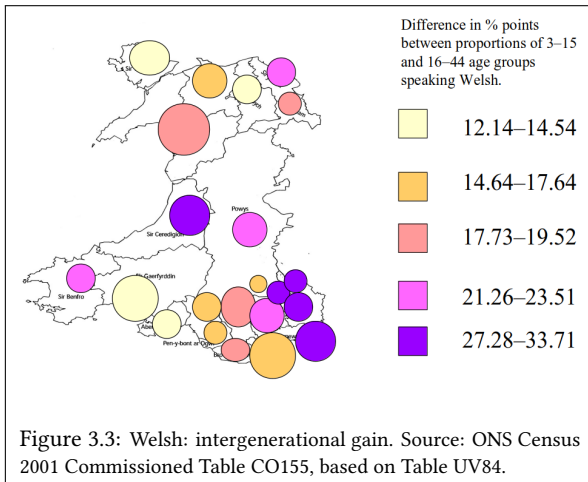 Difference in % points
between proportions of 3–15
and 16–44 age groups
speaking Welsh.
12.14–14.54
14.64–17.64
Powys
17.73–19.52
Sir Ceredigion
Sir Gaerfyrddin
Sir Benfro
21.26–23.51
Pen-y-bont ar Ogwr
27.28–33.71
Figure 3.3: Welsh: intergenerational gain. Source: ONS Census
2001 Commissioned Table CO155, based on Table UV84.